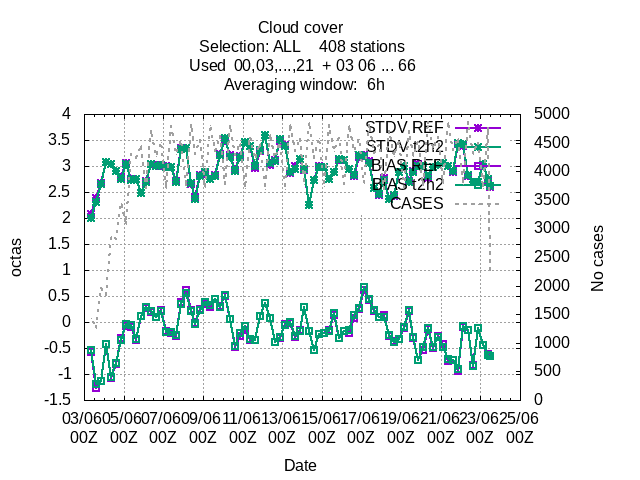 Cloud cover
Selection: ALL 408 stations
Used 00,03,...,21 + 03 06 ... 66
Averaging window: 6h
STDV REF
STDV t2h2
BIAS REF
BIAS t2h2
CASES
octas
4
3.5
3
2.5
2
1.5
1
0.5
0
-0.5
-1
-1.5
No cases
5000
4500
4000
3500
3000
2500
2000
1500
1000
500
0
03/06 05/06 07/06 09/06 11/06 13/06 15/06 17/06 19/06 21/06 23/06 25/06
00Z 00Z 00Z 00Z 00Z 00Z 00Z 00Z 00Z 00Z 00Z 00Z
Date